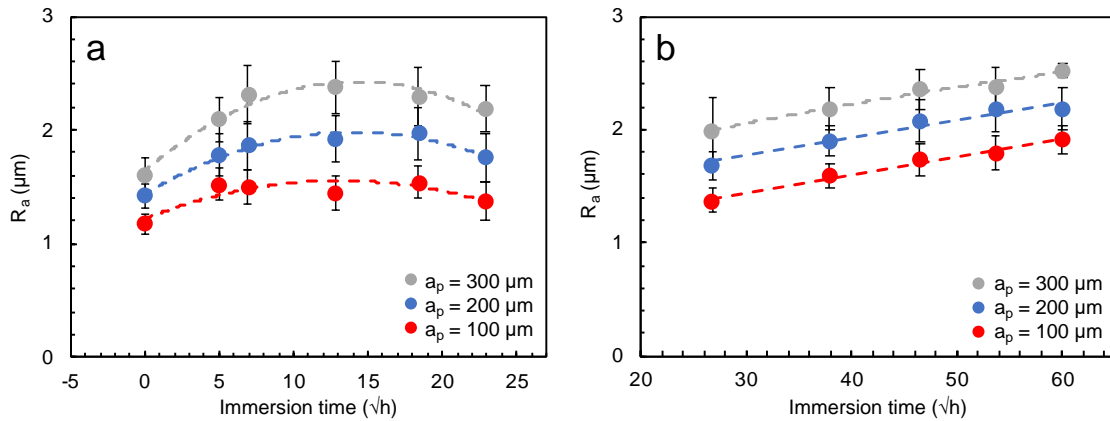 a
3
2
1
0
Rₐ (µm)
-5 0 5 10 15 20 25
Immersion time (√h)
aₚ = 300 µm
aₚ = 200 µm
aₚ = 100 µm
b
3
2
1
0
Rₐ (µm)
20 30 40 50 60
Immersion time (√h)
aₚ = 300 µm
aₚ = 200 µm
aₚ = 100 µm